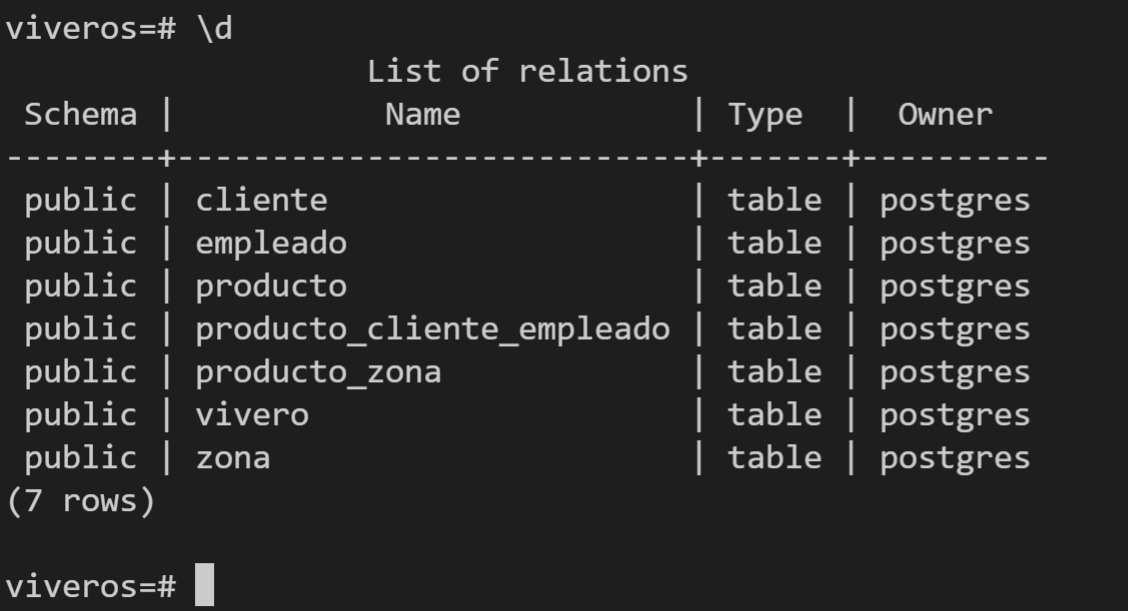 viveros=# \d
                   List of relations
 Schema |           Name            | Type  |  Owner
--------+---------------------------+-------+----------
 public | cliente                   | table | postgres
 public | empleado                  | table | postgres
 public | producto                  | table | postgres
 public | producto_cliente_empleado | table | postgres
 public | producto_zona             | table | postgres
 public | vivero                    | table | postgres
 public | zona                      | table | postgres
(7 rows)

viveros=#